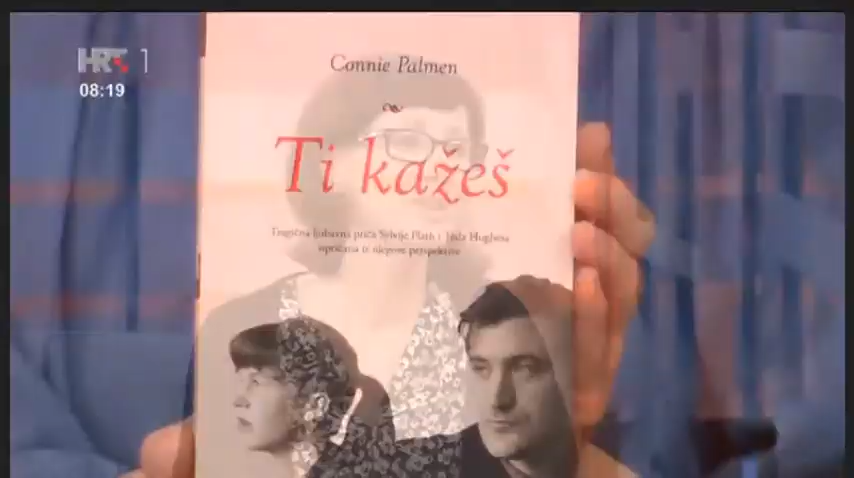 HRT 1
08:19
Connie Palmen
Ti kažeš
Tragična ljubavna priča Sylvije Plath i Teda Hughesa
ispričana iz njegove perspektive